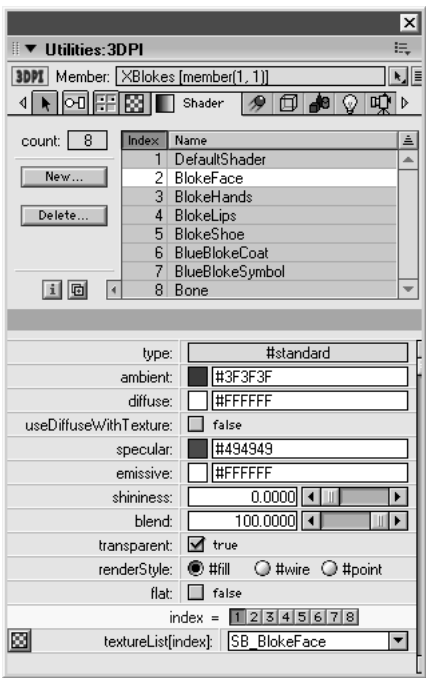 Utilities:3DPI
3DPI Member: XBlokes [member(1, 1)]
Shader
count: 8
Index Name
1 DefaultShader
New... 2 BlokeFace
3 BlokeHands
Delete... 4 BlokeLips
5 BlokeShoe
6 BlueBlokeCoat
7 BlueBlokeSymbol
8 Bone
type: #standard
ambient: #3F3F3F
diffuse: #FFFFFF
useDiffuseWithTexture: false
specular: #494949
emissive: #FFFFFF
shininess: 0.0000
blend: 100.0000
transparent: true
renderStyle: #fill #wire #point
flat: false
index = 1 2 3 4 5 6 7 8
textureList[index]: SB_BlokeFace